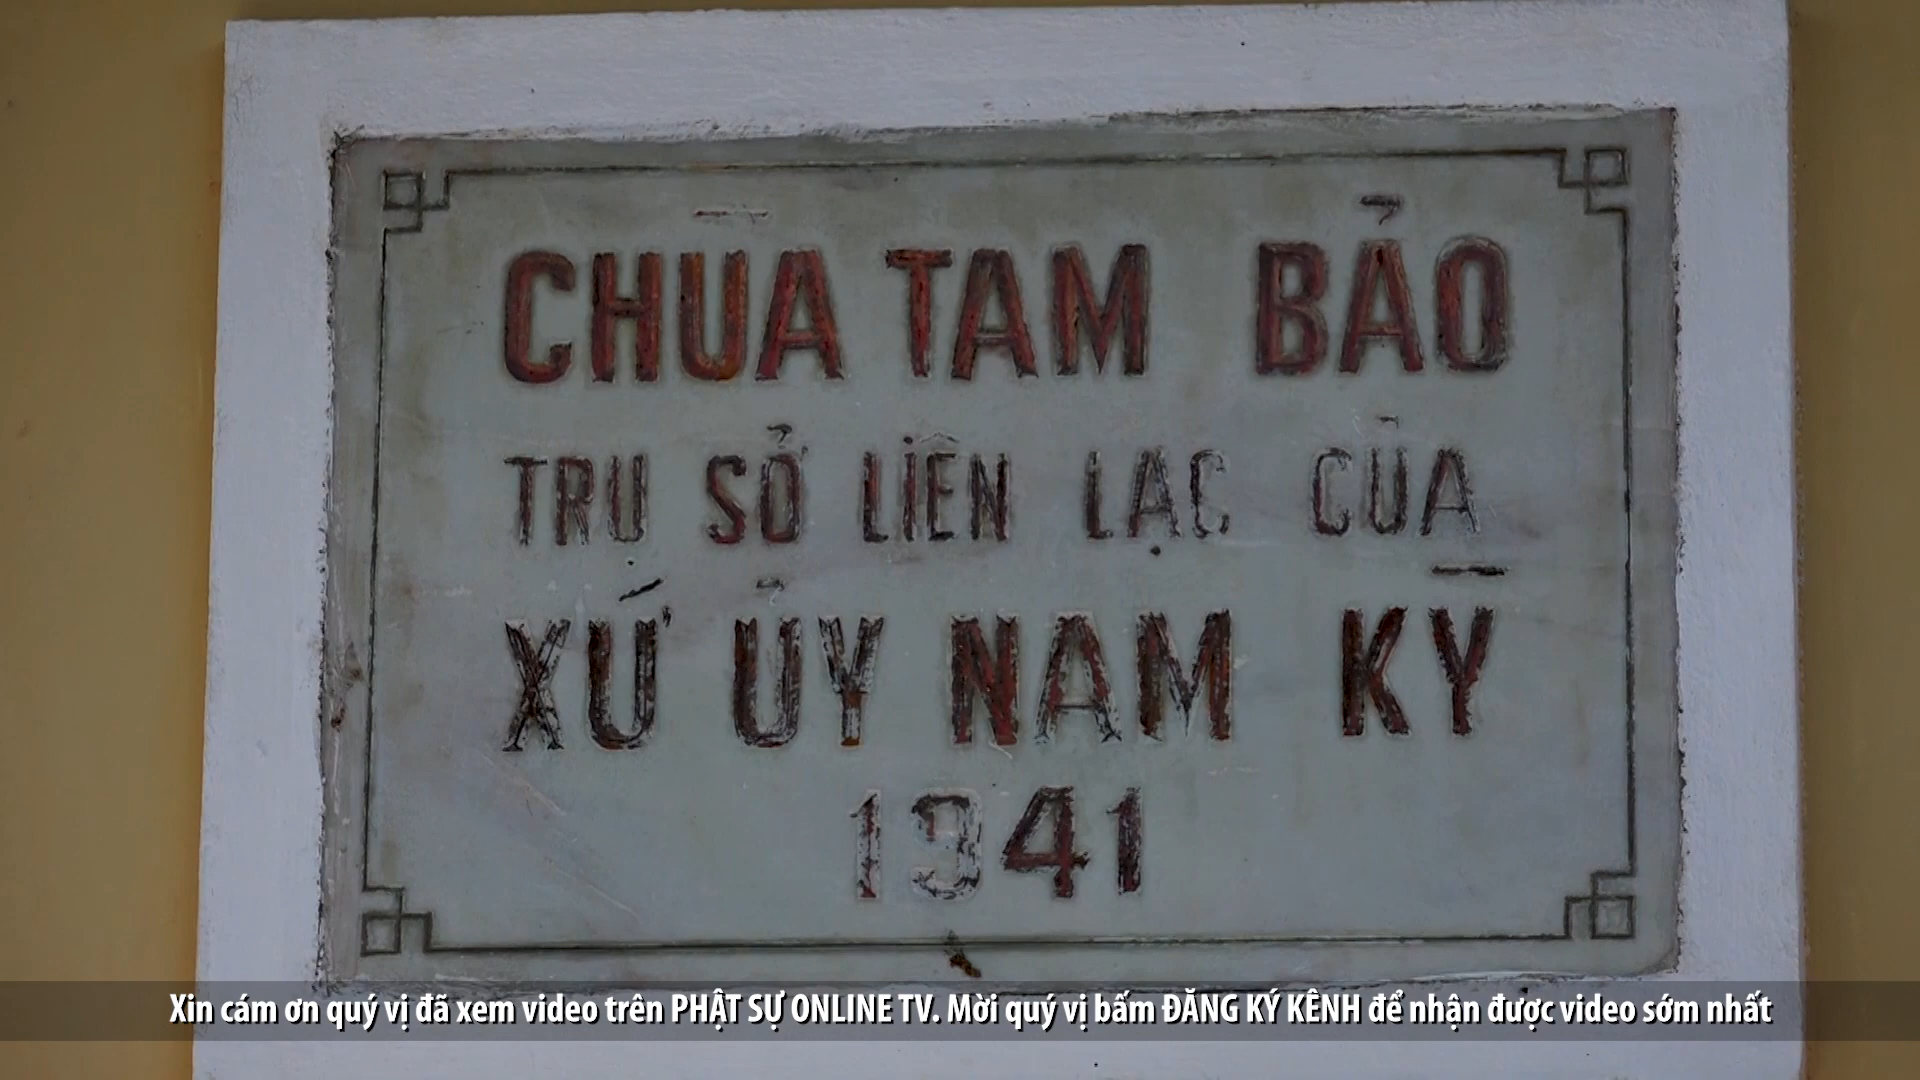 CHÙA TAM BẢO
TRỤ SỞ LIÊN LẠC CỦA
XỨ ỦY NAM KỲ
1941
Xin cám ơn quý vị đã xem video trên PHẬT SỰ ONLINE TV. Mời quý vị bấm ĐĂNG KÝ KÊNH để nhận được video sớm nhất